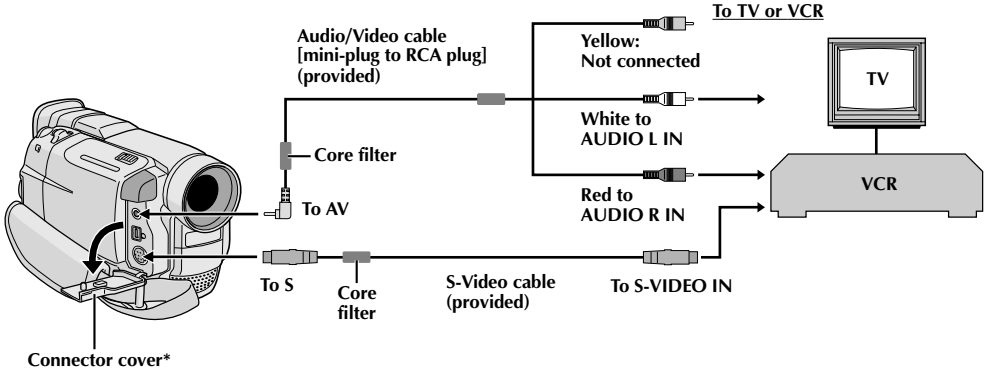 To TV or VCR
Audio/Video cable
[mini-plug to RCA plug]
(provided)
Yellow:
Not connected
TV
White to
AUDIO L IN
Core filter
VCR
Red to
AUDIO R IN
To AV
To S
Core
filter
S-Video cable
(provided)
To S-VIDEO IN
Connector cover*